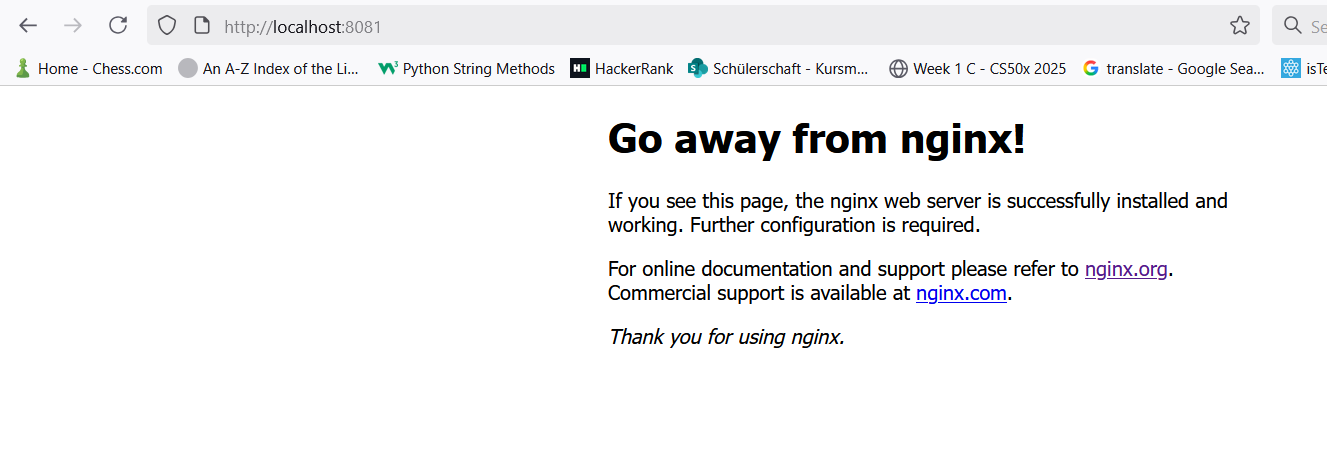 http://localhost:8081
Se
Home - Chess.com An A-Z Index of the Li... W3 Python String Methods H HackerRank S Schülerschaft - Kursm... Week 1 C - CS50x 2025 G translate - Google Sea... isTe
Go away from nginx!
If you see this page, the nginx web server is successfully installed and
working. Further configuration is required.
For online documentation and support please refer to nginx.org.
Commercial support is available at nginx.com.
Thank you for using nginx.